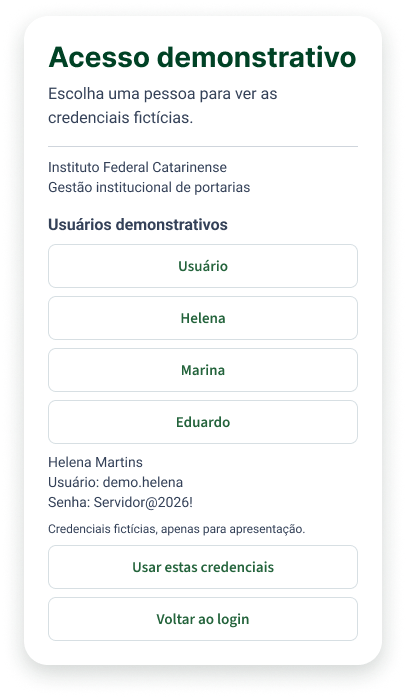 Acesso demonstrativo
Escolha uma pessoa para ver as
credenciais fictícias.
Instituto Federal Catarinense
Gestão institucional de portarias
Usuários demonstrativos
Usuário
Helena
Marina
Eduardo
Helena Martins
Usuário: demo.helena
Senha: Servidor@2026!
Credenciais fictícias, apenas para apresentação.
Usar estas credenciais
Voltar ao login